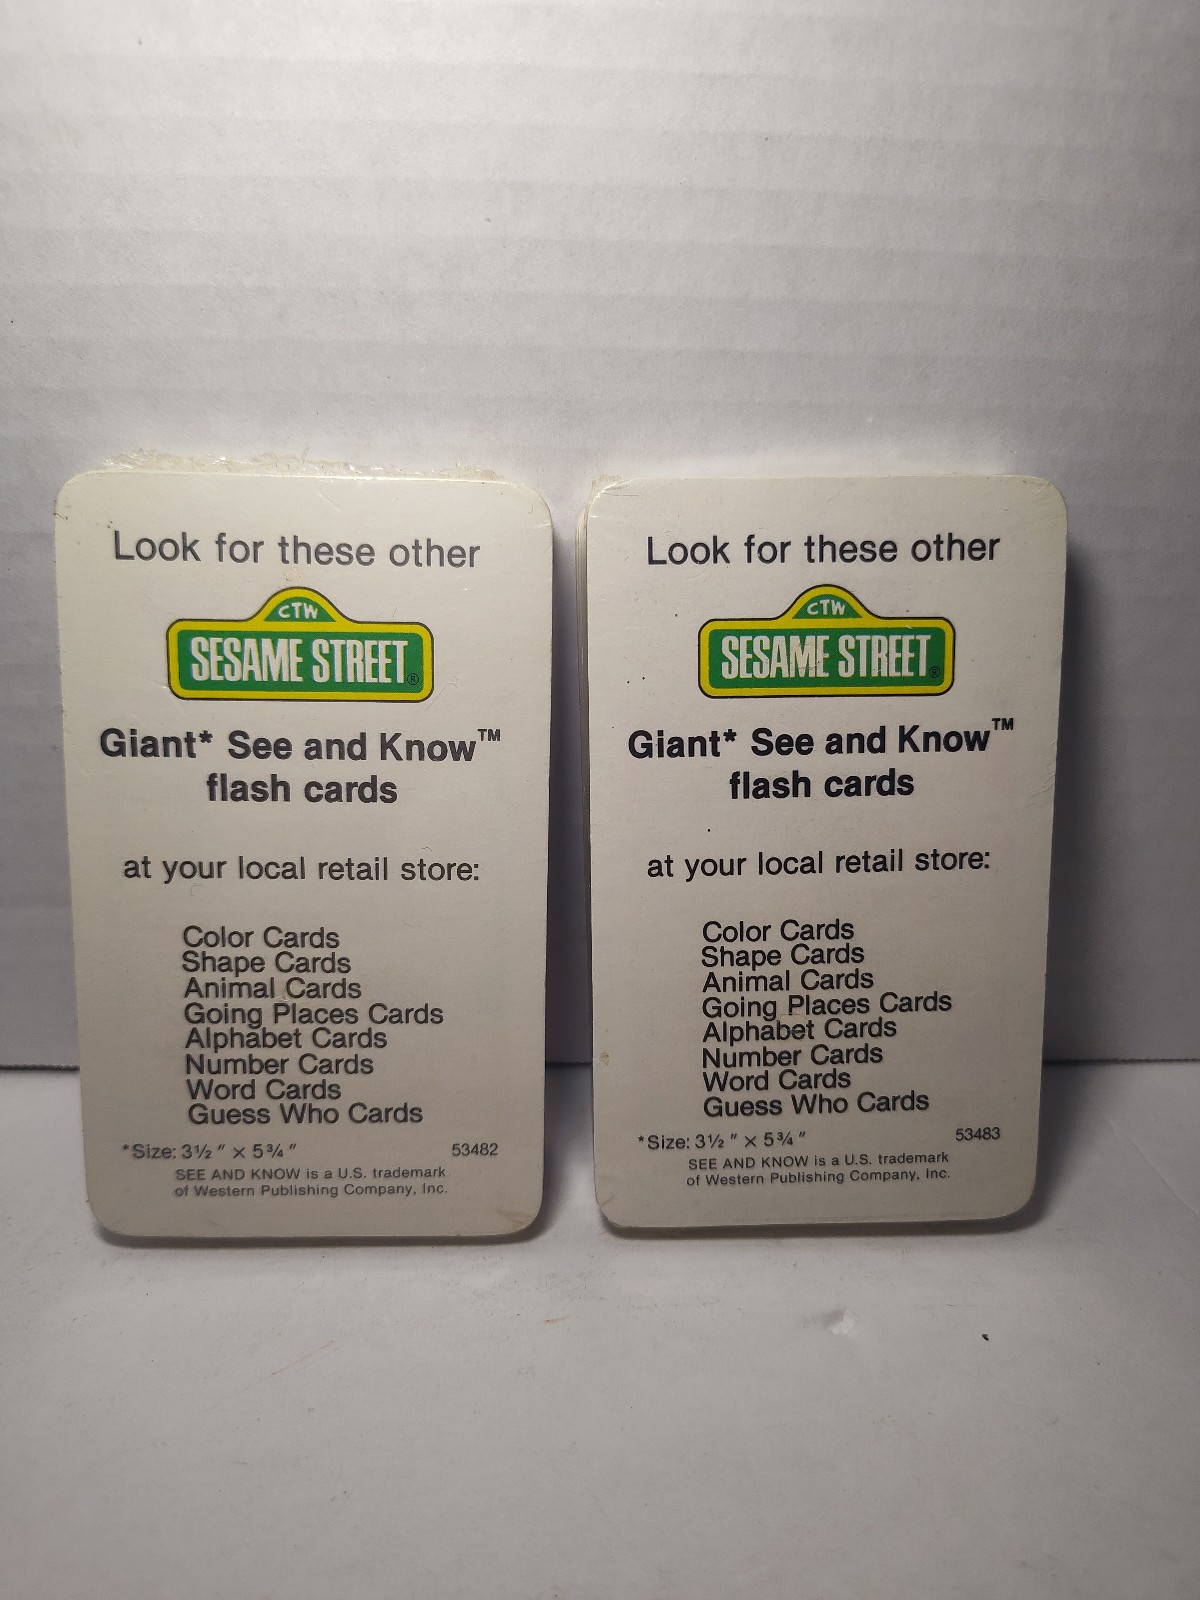 Look for these other
CTW
SESAME STREET®
Giant* See and Know™
flash cards
at your local retail store:
Color Cards
Shape Cards
Animal Cards
Going Places Cards
Alphabet Cards
Number Cards
Word Cards
Guess Who Cards
*Size: 3½ " × 5¾ " 53482
SEE AND KNOW is a U.S. trademark
of Western Publishing Company, Inc.
Look for these other
CTW
SESAME STREET®
Giant* See and Know™
flash cards
at your local retail store:
Color Cards
Shape Cards
Animal Cards
Going Places Cards
Alphabet Cards
Number Cards
Word Cards
Guess Who Cards
*Size: 3½ " × 5¾ " 53483
SEE AND KNOW is a U.S. trademark
of Western Publishing Company, Inc.